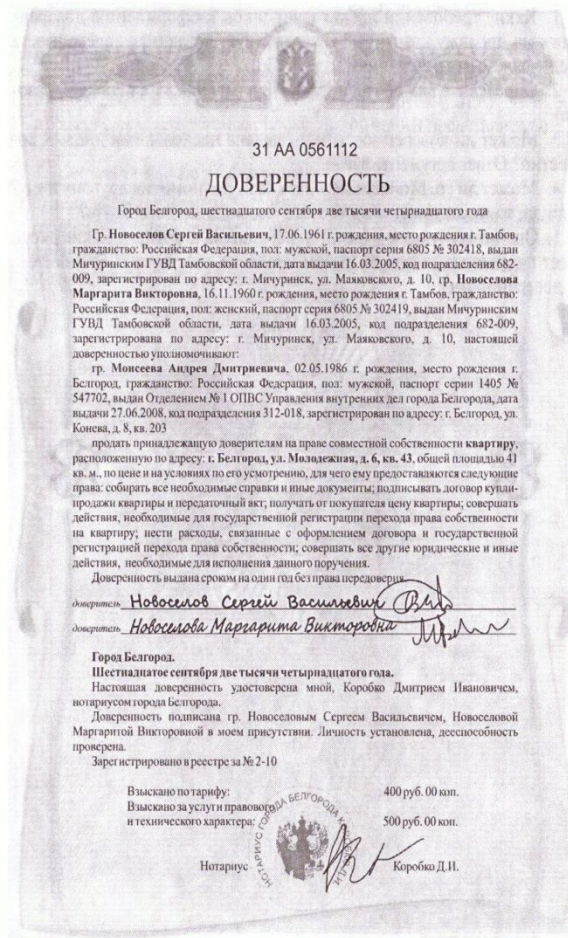 31 АА 0561112
ДОВЕРЕННОСТЬ
Город Белгород, шестнадцатого сентября две тысячи четырнадцатого года
Гр. Новоселов Сергей Васильевич, 17.06.1961 г. рождения, место рождения г. Тамбов,
гражданство: Российская Федерация, пол: мужской, паспорт серия 6805 № 302418, выдан
Мичуринским ГУВД Тамбовской области, дата выдачи 16.03.2005, код подразделения 682-
009, зарегистрирован по адресу: г. Мичуринск, ул. Маяковского, д. 10, гр. Новоселова
Маргарита Викторовна, 16.11.1960 г. рождения, место рождения г. Тамбов, гражданство:
Российская Федерация, пол: женский, паспорт серия 6805 № 302419, выдан Мичуринским
ГУВД Тамбовской области, дата выдачи 16.03.2005, код подразделения 682-009,
зарегистрирована по адресу: г. Мичуринск, ул. Маяковского, д. 10, настоящей
доверенностью уполномочивают:
гр. Моисеева Андрея Дмитриевича, 02.05.1986 г. рождения, место рождения г.
Белгород, гражданство: Российская Федерация, пол: мужской, паспорт серии 1405 №
547702, выдан Отделением № 1 ОПВС Управления внутренних дел города Белгорода, дата
выдачи 27.06.2008, код подразделения 312-018, зарегистрирован по адресу: г. Белгород, ул.
Конева, д. 8, кв. 203
продать принадлежащую доверителям на праве совместной собственности квартиру,
расположенную по адресу: г. Белгород, ул. Молодежная, д. 6, кв. 43, общей площадью 41
кв. м., по цене и на условиях по его усмотрению, для чего ему предоставляются следующие
права: собирать все необходимые справки и иные документы; подписывать договор купли-
продажи квартиры и передаточный акт; получать от покупателя цену квартиры; совершать
действия, необходимые для государственной регистрации перехода права собственности
на квартиру; нести расходы, связанные с оформлением договора и государственной
регистрацией перехода права собственности; совершать все другие юридические и иные
действия, необходимые для исполнения данного поручения.
Доверенность выдана сроком на один год без права передоверия.
доверитель Новоселов Сергей Васильевич
доверитель Новоселова Маргарита Викторовна
Город Белгород.
Шестнадцатое сентября две тысячи четырнадцатого года.
Настоящая доверенность удостоверена мной, Коробко Дмитрием Ивановичем,
нотариусом города Белгорода.
Доверенность подписана гр. Новоселовым Сергеем Васильевичем, Новоселовой
Маргаритой Викторовной в моем присутствии. Личность установлена, дееспособность
проверена.
Зарегистрировано в реестре за № 2-10
Взыскано по тарифу: 400 руб. 00 коп.
Взыскано за услуги правового
и технического характера: 500 руб. 00 коп.
НОТАРИУС ГОРОДА БЕЛГОРОДА
Нотариус Коробко Д.И.